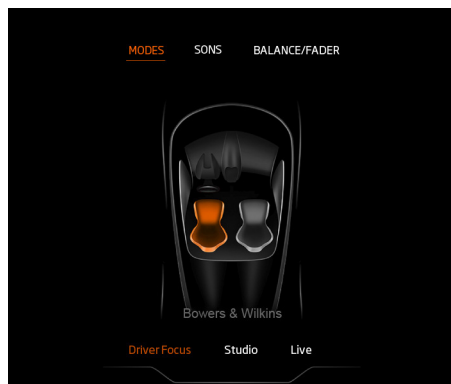 MODES SONS BALANCE/FADER
Bowers & Wilkins
Driver Focus Studio Live